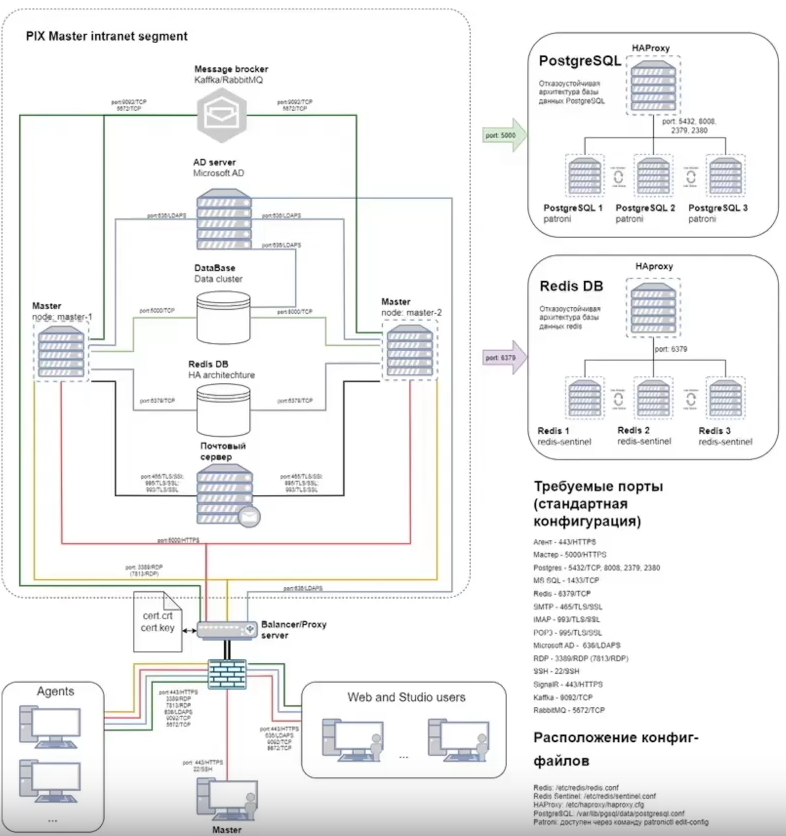 PIX Master intranet segment
Message brocker
Kaffka/RabbitMQ
port:9092/TCP
5672/TCP
port:9092/TCP
5672/TCP
AD server
Microsoft AD
port:636/LDAPS
port:636/LDAPS
port:636/LDAPS
DataBase
Data cluster
port:5000/TCP
port:5000/TCP
Master
node: master-1
Master
node: master-2
Redis DB
HA architechture
port:6379/TCP
port:6379/TCP
Почтовый
сервер
port:465/TLS/SSL;
995/TLS/SSL;
993/TLS/SSL;
port:465/TLS/SSL;
995/TLS/SSL;
993/TLS/SSL;
port:5000/HTTPS
port: 3389/RDP
(7813/RDP)
port:636/LDAPS
cert.crt
cert.key
Balancer/Proxy
server
Agents
port:443/HTTPS
3389/RDP
7813/RDP
636/LDAPS
9092/TCP
5672/TCP
port:443/HTTPS
636/LDAPS
9092/TCP
5672/TCP
Web and Studio users
...
...
port: 443/HTTPS
22/SSH
Master
port: 5000
PostgreSQL
Отказоустойчивая
архитектура базы
данных PostgreSQL
HAProxy
port: 5432, 8008,
2379, 2380
PostgreSQL 1
patroni
PostgreSQL 2
patroni
PostgreSQL 3
patroni
port: 6379
Redis DB
Отказоустойчивая
архитектура базы
данных redis
HAproxy
port: 6379
Redis 1
redis-sentinel
Redis 2
redis-sentinel
Redis 3
redis-sentinel
Требуемые порты
(стандартная
конфигурация)
Агент - 443/HTTPS
Мастер - 5000/HTTPS
Postgres - 5432/TCP, 8008, 2379, 2380
MS SQL - 1433/TCP
Redis - 6379/TCP
SMTP - 465/TLS/SSL
IMAP - 993/TLS/SSL
POP3 - 995/TLS/SSL
Microsoft AD - 636/LDAPS
RDP - 3389/RDP (7813/RDP)
SSH - 22/SSH
SignalR - 443/HTTPS
Kaffka - 9092/TCP
RabbitMQ - 5672/TCP
Расположение конфиг-
файлов
Redis: /etc/redis/redis.conf
Redis Sentinel: /etc/redis/sentinel.conf
HAProxy: /etc/haproxy/haproxy.cfg
PostgreSQL: /var/lib/pgsql/data/postgresql.conf
Patroni: доступен через команду patronictl edit-config